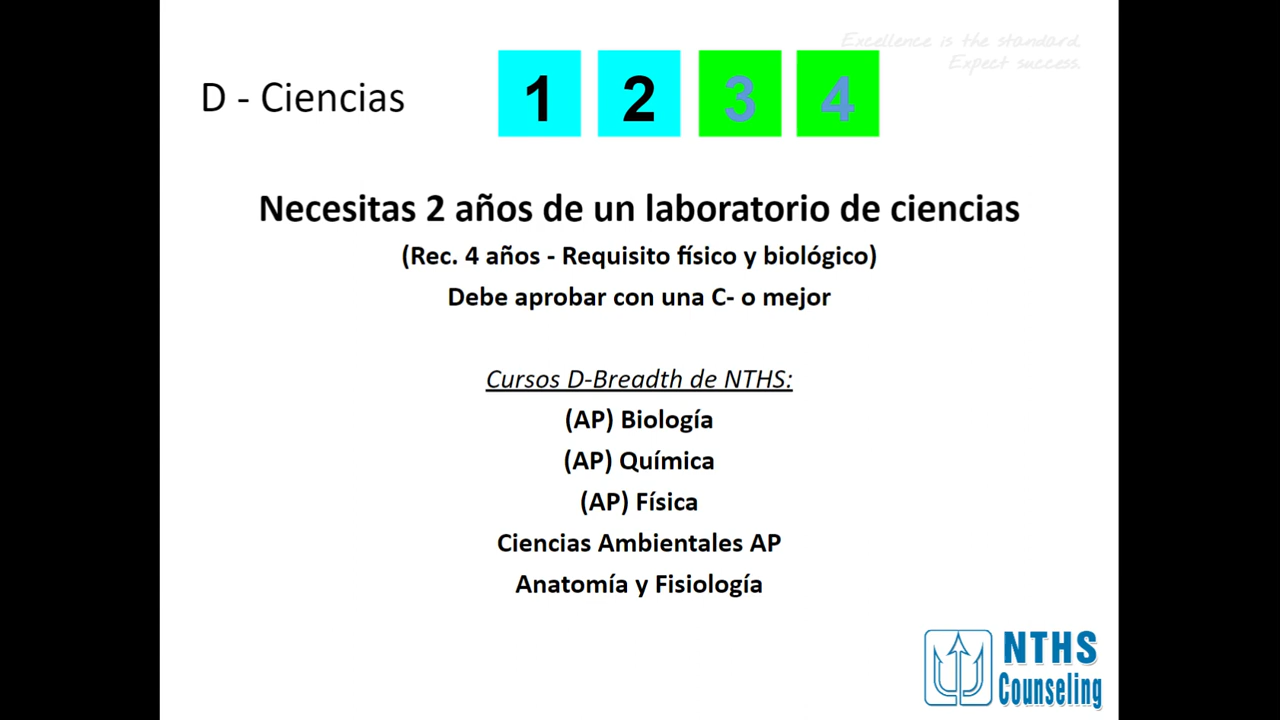 Excellence is the standard.
Expect success.
D - Ciencias
1 2 3 4
Necesitas 2 años de un laboratorio de ciencias
(Rec. 4 años - Requisito físico y biológico)
Debe aprobar con una C- o mejor
Cursos D-Breadth de NTHS:
(AP) Biología
(AP) Química
(AP) Física
Ciencias Ambientales AP
Anatomía y Fisiología
NTHS
Counseling